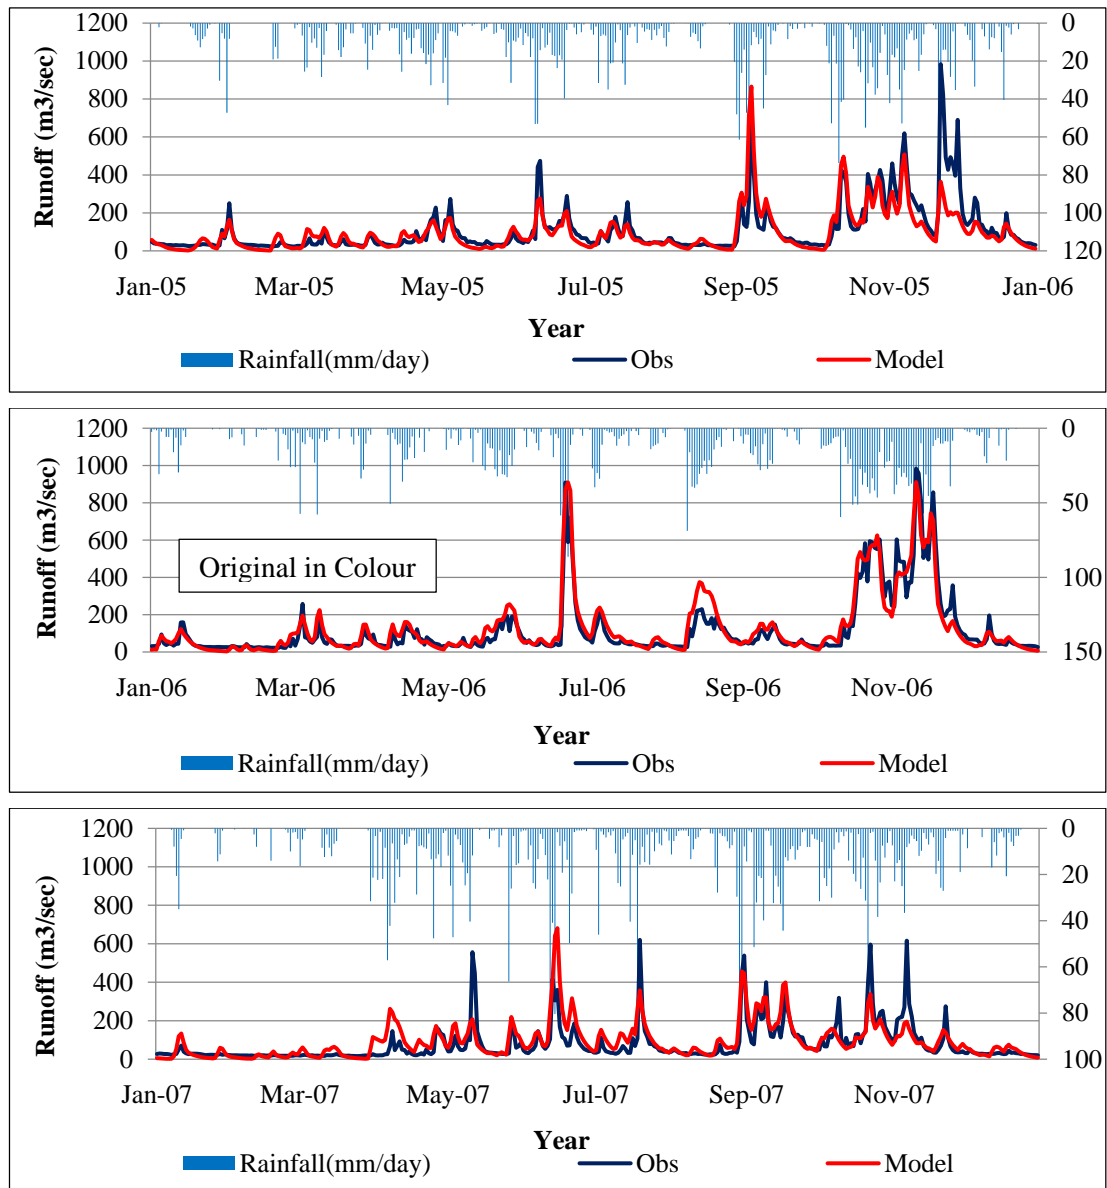 1200
1000
800
600
400
200
0
Runoff (m3/sec)
0
20
40
60
80
100
120
Jan-05 Mar-05 May-05 Jul-05 Sep-05 Nov-05 Jan-06
Year
Rainfall(mm/day) Obs Model
1200
1000
800
600
400
200
0
Runoff (m3/sec)
Original in Colour
0
50
100
150
Jan-06 Mar-06 May-06 Jul-06 Sep-06 Nov-06
Year
Rainfall(mm/day) Obs Model
1200
1000
800
600
400
200
0
Runoff (m3/sec)
0
20
40
60
80
100
Jan-07 Mar-07 May-07 Jul-07 Sep-07 Nov-07
Year
Rainfall(mm/day) Obs Model